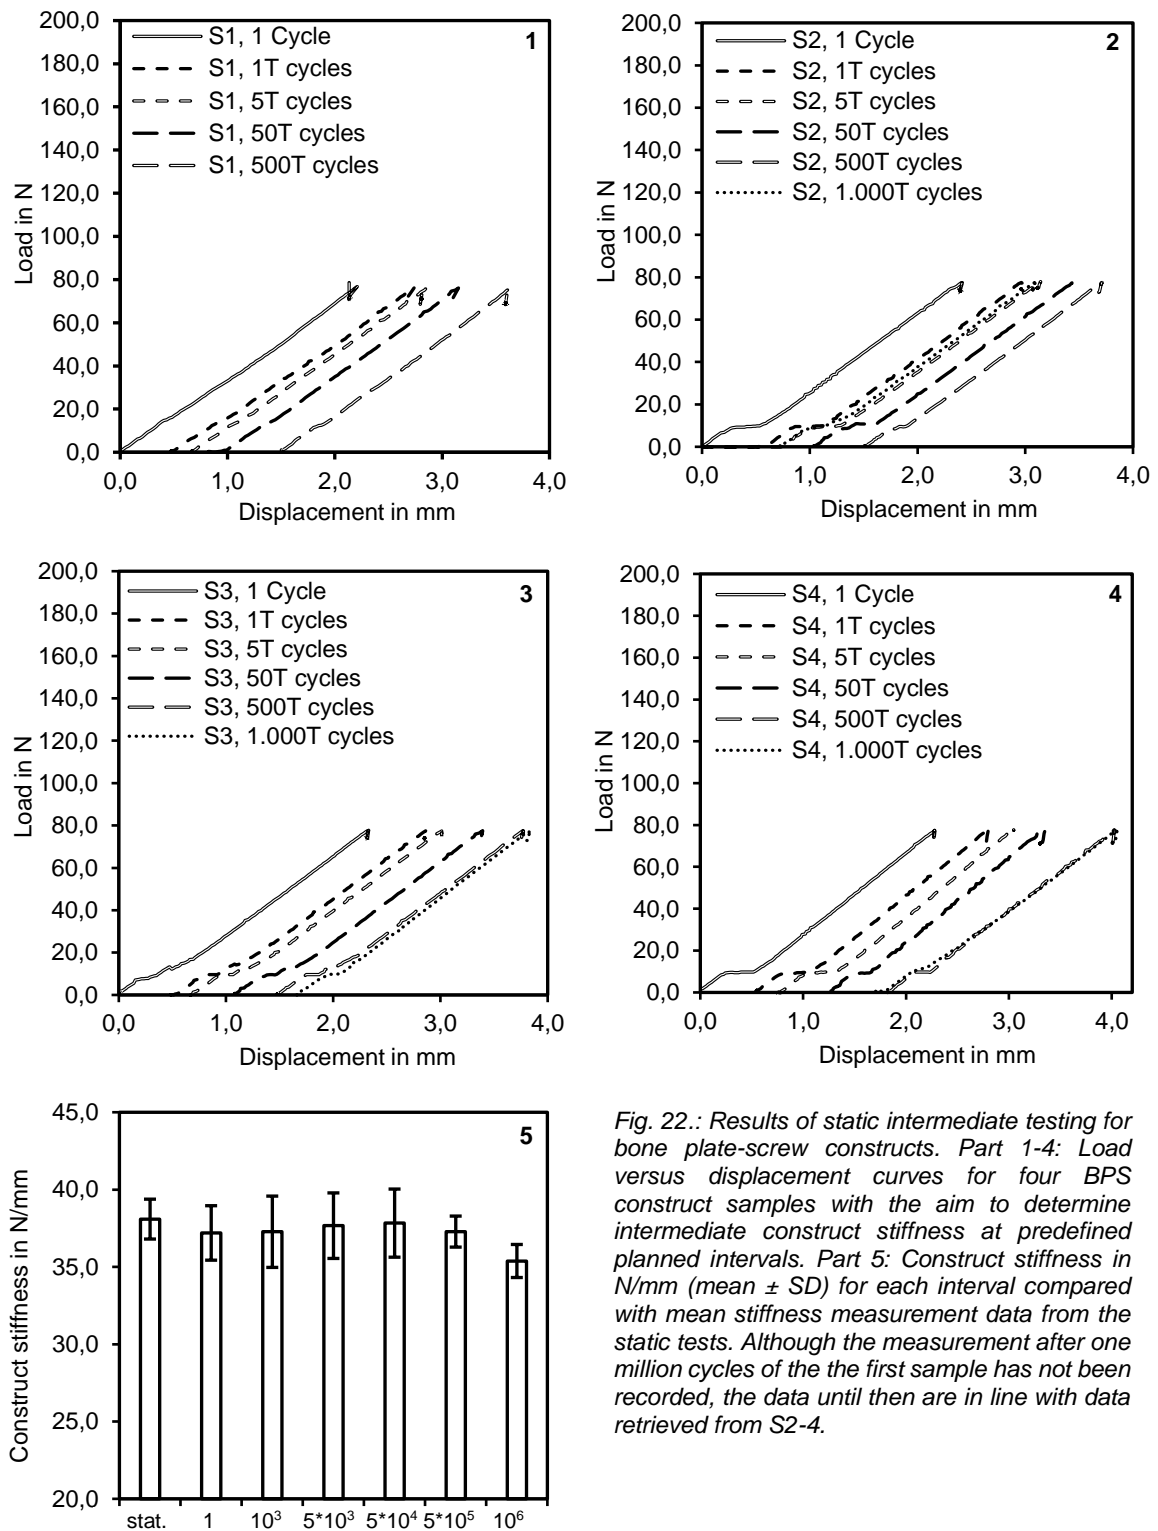 200,0
180,0
160,0
140,0
120,0
100,0
80,0
60,0
40,0
20,0
0,0
Load in N
S1, 1 Cycle
S1, 1T cycles
S1, 5T cycles
S1, 50T cycles
S1, 500T cycles
1
0,0 1,0 2,0 3,0 4,0
Displacement in mm
200,0
180,0
160,0
140,0
120,0
100,0
80,0
60,0
40,0
20,0
0,0
Load in N
S2, 1 Cycle
S2, 1T cycles
S2, 5T cycles
S2, 50T cycles
S2, 500T cycles
S2, 1.000T cycles
2
0,0 1,0 2,0 3,0 4,0
Displacement in mm
200,0
180,0
160,0
140,0
120,0
100,0
80,0
60,0
40,0
20,0
0,0
Load in N
S3, 1 Cycle
S3, 1T cycles
S3, 5T cycles
S3, 50T cycles
S3, 500T cycles
S3, 1.000T cycles
3
0,0 1,0 2,0 3,0 4,0
Displacement in mm
200,0
180,0
160,0
140,0
120,0
100,0
80,0
60,0
40,0
20,0
0,0
Load in N
S4, 1 Cycle
S4, 1T cycles
S4, 5T cycles
S4, 50T cycles
S4, 500T cycles
S4, 1.000T cycles
4
0,0 1,0 2,0 3,0 4,0
Displacement in mm
45,0
40,0
35,0
30,0
25,0
20,0
Construct stiffness in N/mm
5
stat. 1 10³ 5*10³ 5*10⁴ 5*10⁵ 10⁶
Fig. 22.: Results of static intermediate testing for
bone plate-screw constructs. Part 1-4: Load
versus displacement curves for four BPS
construct samples with the aim to determine
intermediate construct stiffness at predefined
planned intervals. Part 5: Construct stiffness in
N/mm (mean ± SD) for each interval compared
with mean stiffness measurement data from the
static tests. Although the measurement after one
million cycles of the the first sample has not been
recorded, the data until then are in line with data
retrieved from S2-4.